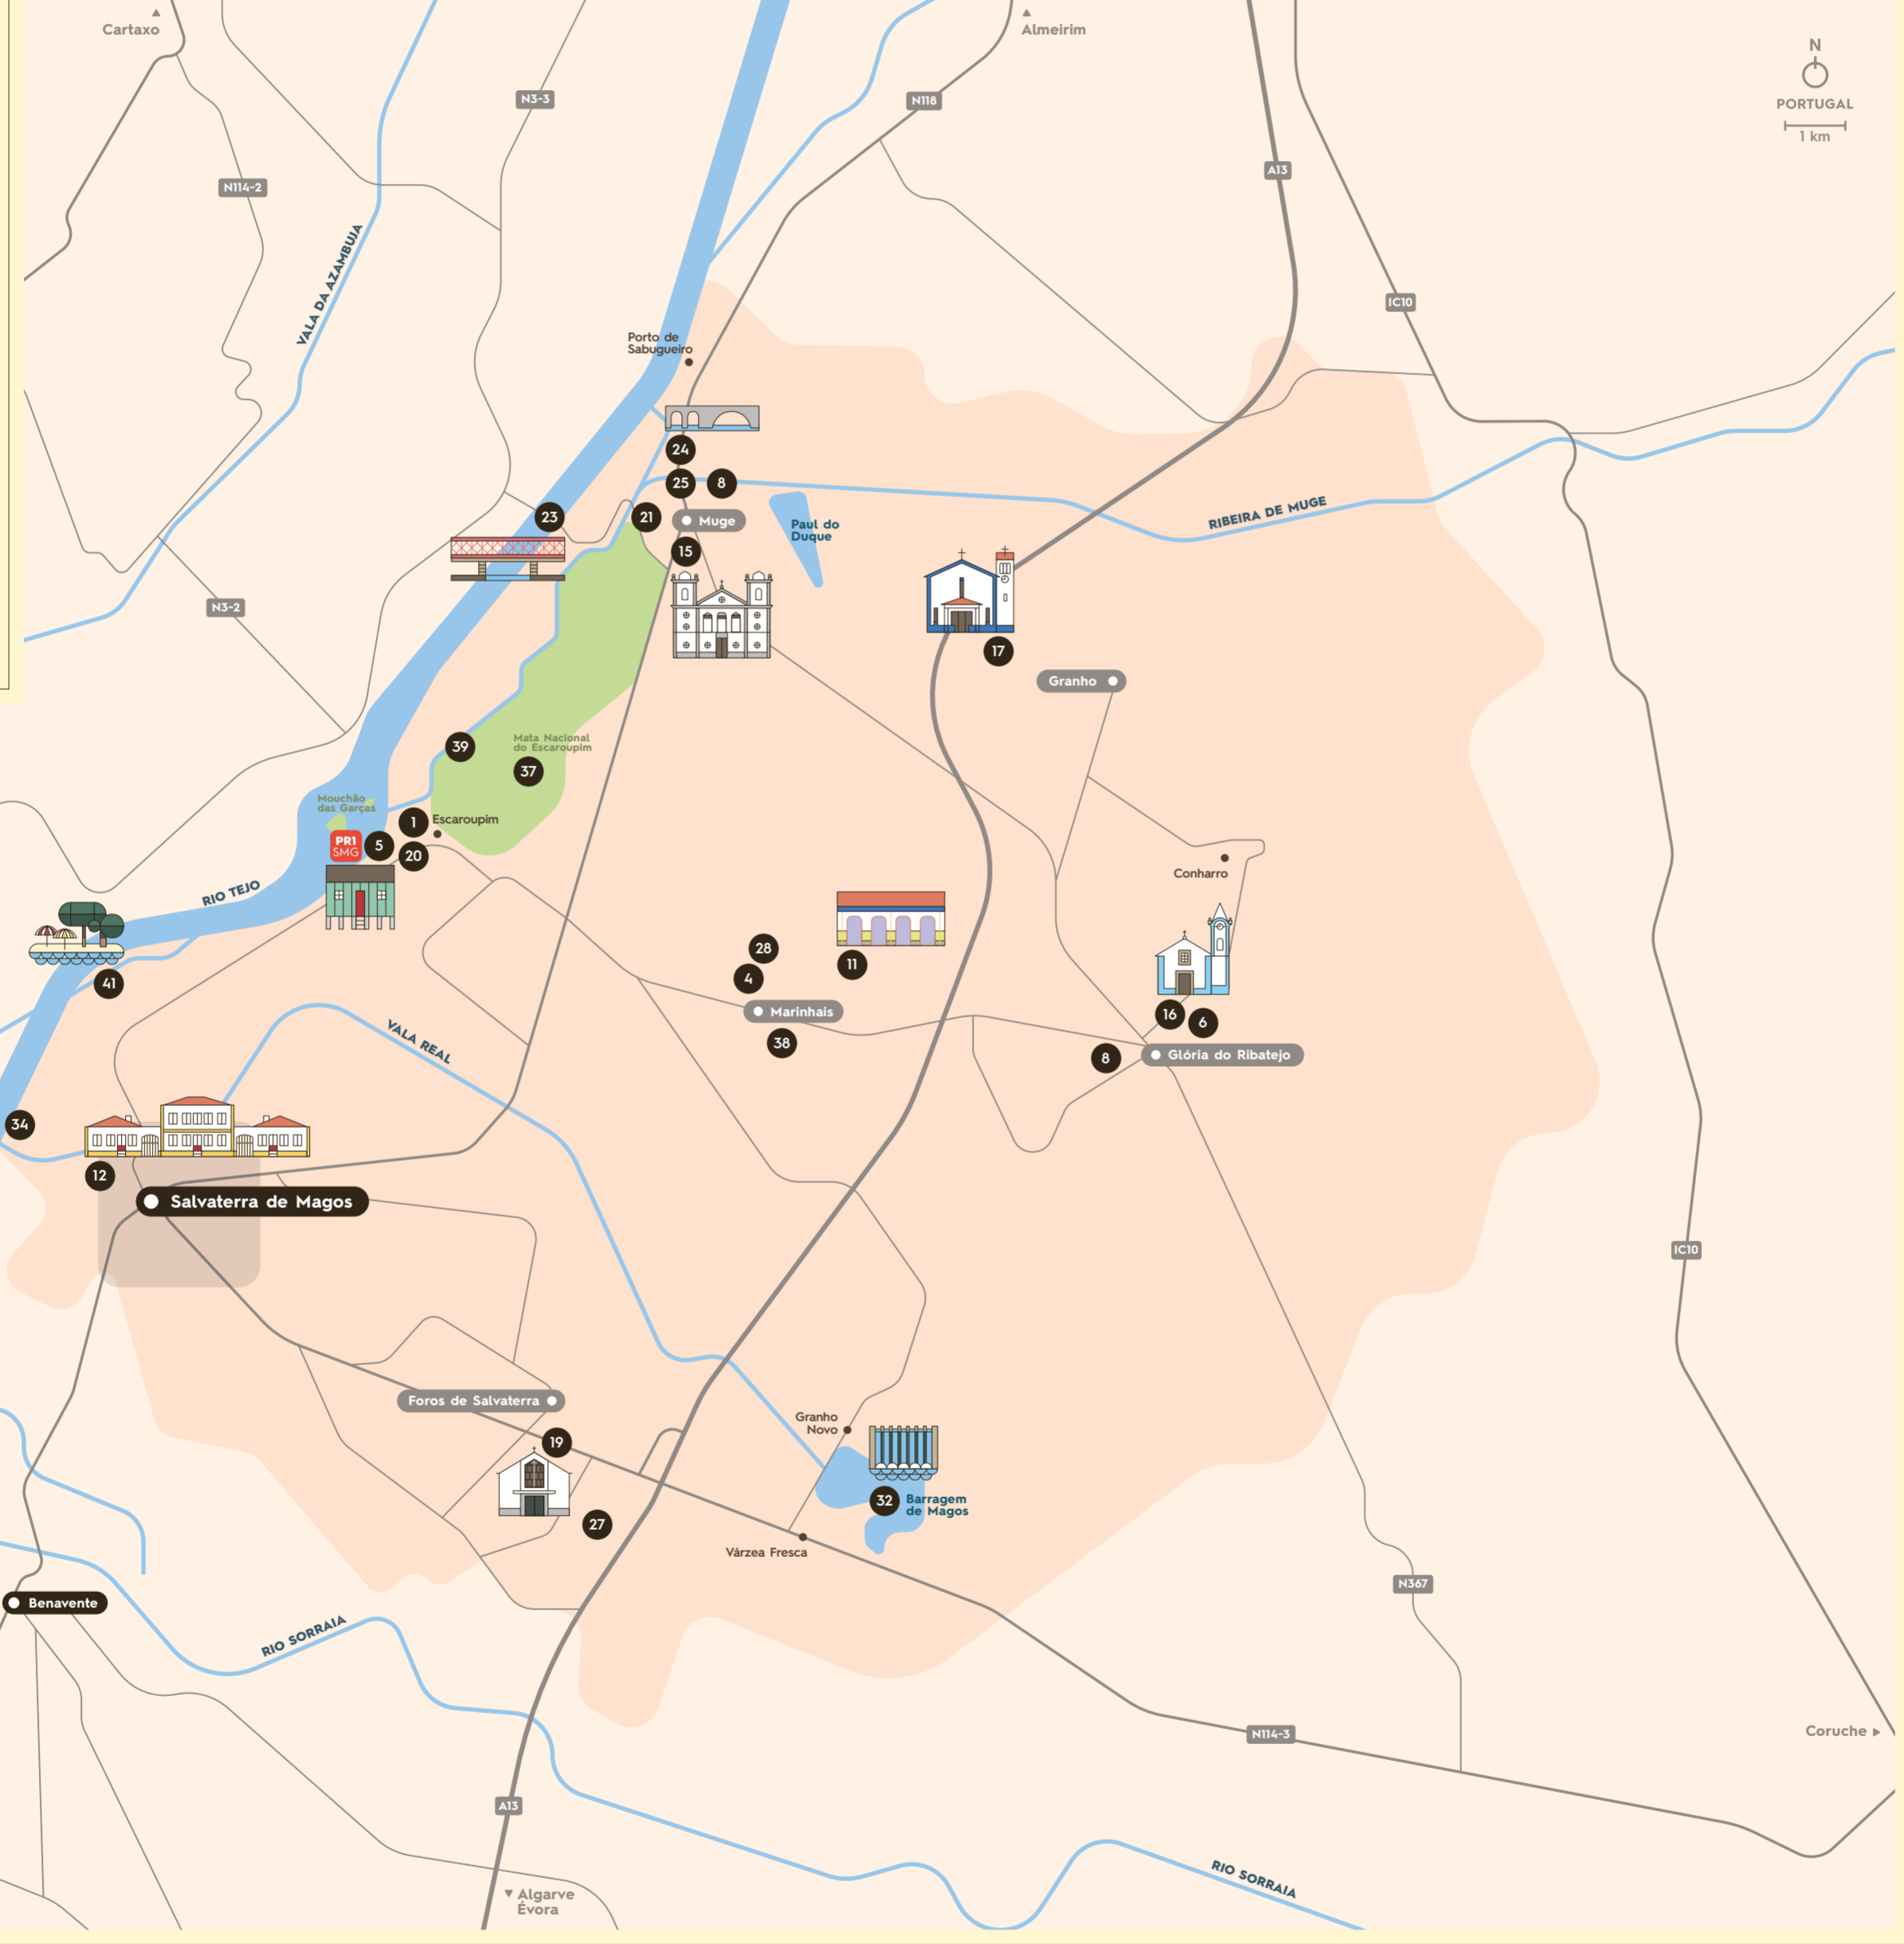 Cartaxo
Almeirim
N
PORTUGAL
1 km
N3-3
N118
A13
N114-2
VALA DA AZAMBUJA
IC10
Porto de
Sabugueiro
24
25
8
23
21
Muge
Paul do
Duque
RIBEIRA DE MUGE
15
N3-2
17
Granho
39
Mata Nacional
do Escaroupim
37
Mouchão
das Garças
1
Escaroupim
PR1
SMG
5
20
Conharro
RIO TEJO
28
4
11
41
Marinhais
16
6
38
8
Glória do Ribatejo
VALA REAL
34
12
Salvaterra de Magos
IC10
Foros de Salvaterra
Granho
Novo
19
32
Barragem
de Magos
27
Várzea Fresca
N367
Benavente
RIO SORRAIA
N114-3
Coruche
A13
RIO SORRAIA
Algarve
Évora